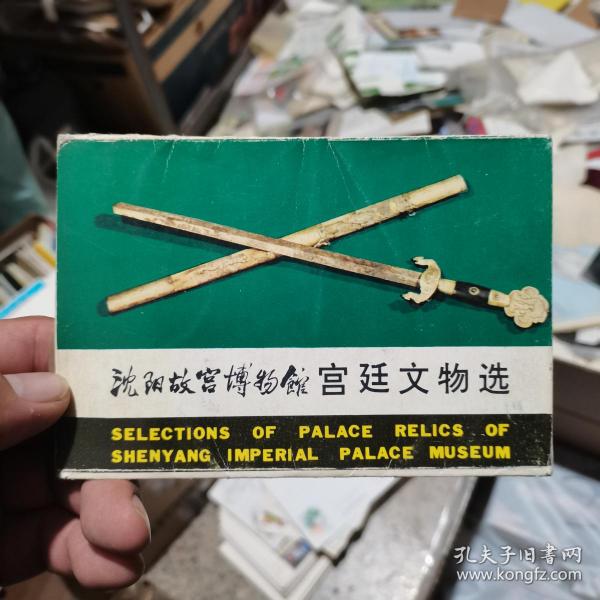 沈阳故宫博物馆宫廷文物选
SELECTIONS OF PALACE RELICS OF
SHENYANG IMPERIAL PALACE MUSEUM
孔夫子旧书网
www.kongfz.com